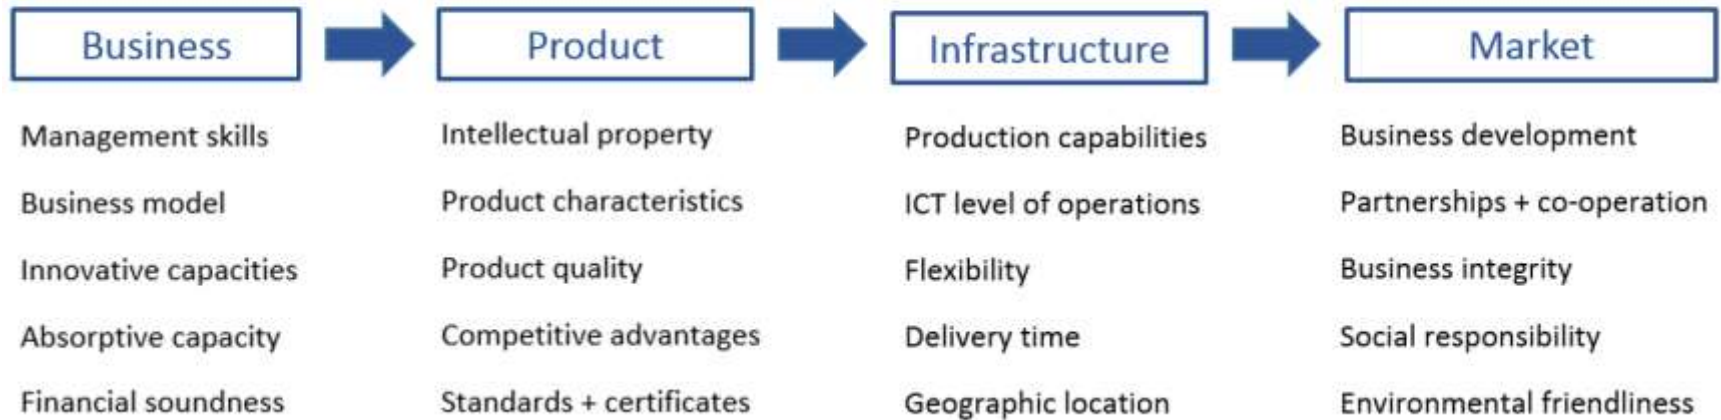 Business
Product
Infrastructure
Market
Management skills
Business model
Innovative capacities
Absorptive capacity
Financial soundness
Intellectual property
Product characteristics
Product quality
Competitive advantages
Standards + certificates
Production capabilities
ICT level of operations
Flexibility
Delivery time
Geographic location
Business development
Partnerships + co-operation
Business integrity
Social responsibility
Environmental friendliness